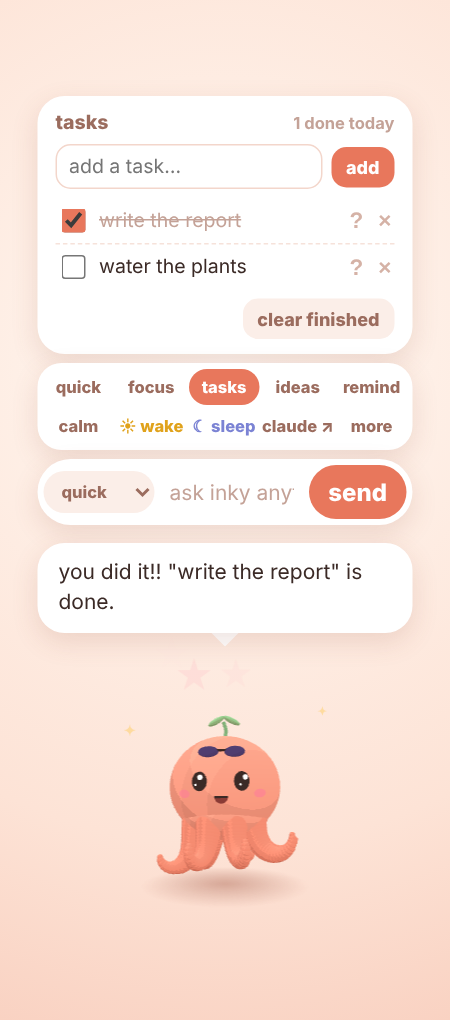 tasks 1 done today
add a task... add
write the report ? ×
water the plants ? ×
clear finished
quick focus tasks ideas remind
calm ☀ wake ☾ sleep claude ↗ more
quick ask inky any send
you did it!! "write the report" is
done.